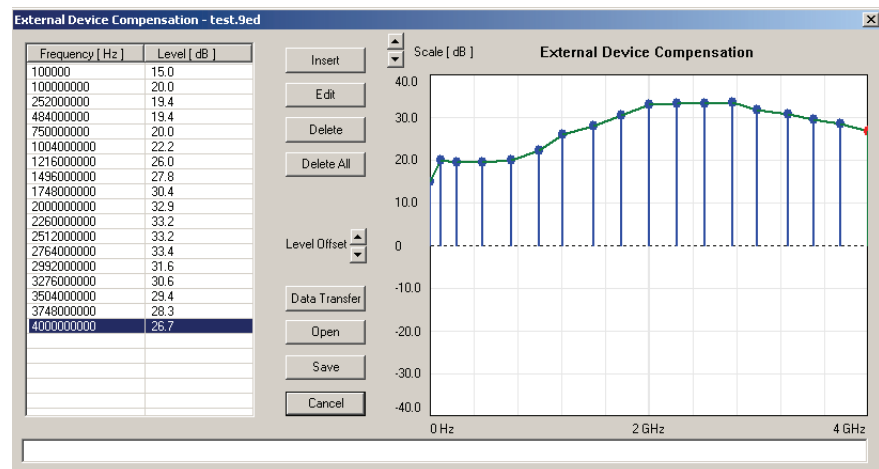 External Device Compensation - test.9ed
Frequency [ Hz ] Level [ dB ]
100000 15.0
100000000 20.0
252000000 19.4
484000000 19.4
750000000 20.0
1004000000 22.2
1216000000 26.0
1496000000 27.8
1748000000 30.4
2000000000 32.9
2260000000 33.2
2512000000 33.2
2764000000 33.4
2992000000 31.6
3276000000 30.6
3504000000 29.4
3748000000 28.3
4000000000 26.7
Insert
Edit
Delete
Delete All
Level Offset
Data Transfer
Open
Save
Cancel
Scale [ dB ]
External Device Compensation
40.0
30.0
20.0
10.0
0
-10.0
-20.0
-30.0
-40.0
0 Hz 2 GHz 4 GHz